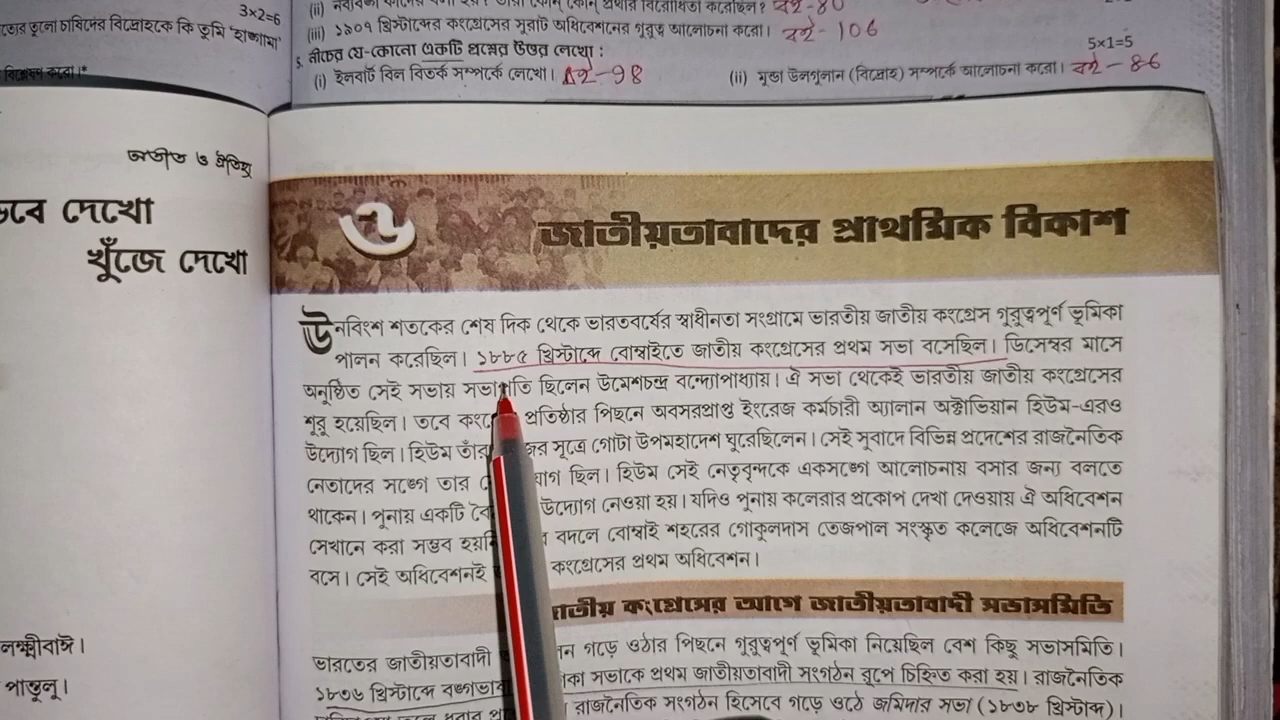 3×2=6
চাষিদের বিদ্রোহকে কি তুমি 'হাঙ্গামা'
বিশ্লেষণ করো।*
(iii) ১৯০৭ খ্রিস্টাব্দের কংগ্রেসের সুরাট অধিবেশনের গুরুত্ব আলোচনা করো। বই- 106
5. নীচের যে-কোনো একটি প্রশ্নের উত্তর লেখো :
5×1=5
(i) ইলবার্ট বিল বিতর্ক সম্পর্কে লেখো। বই-98
(ii) মুন্ডা উলগুলান (বিদ্রোহ) সম্পর্কে আলোচনা করো। বই- 86
অতীত ও ঐতিহ্য
দেখো
খুঁজে দেখো
লক্ষ্মীবাঈ।
পান্তুলু।
৬ জাতীয়তাবাদের প্রাথমিক বিকাশ
উনবিংশ শতকের শেষ দিক থেকে ভারতবর্ষের স্বাধীনতা সংগ্রামে ভারতীয় জাতীয় কংগ্রেস গুরুত্বপূর্ণ ভূমিকা
পালন করেছিল। ১৮৮৫ খ্রিস্টাব্দে বোম্বাইতে জাতীয় কংগ্রেসের প্রথম সভা বসেছিল। ডিসেম্বর মাসে
অনুষ্ঠিত সেই সভায় সভাপতি ছিলেন উমেশচন্দ্র বন্দ্যোপাধ্যায়। ঐ সভা থেকেই ভারতীয় জাতীয় কংগ্রেসের
শুরু হয়েছিল। তবে প্রতিষ্ঠার পিছনে অবসরপ্রাপ্ত ইংরেজ কর্মচারী অ্যালান অক্টোভিয়ান হিউম-এরও
উদ্যোগ ছিল। হিউম সূত্রে গোটা উপমহাদেশ ঘুরেছিলেন। সেই সুবাদে বিভিন্ন প্রদেশের রাজনৈতিক
নেতাদের সঙ্গে তার ছিল। হিউম সেই নেতৃবৃন্দকে একসঙ্গে আলোচনায় বসার জন্য বলতে
থাকেন। পুনায় একটি উদ্যোগ নেওয়া হয়। যদিও পুনায় কলেরার প্রকোপ দেখা দেওয়ায় ঐ অধিবেশন
সেখানে করা সম্ভব বদলে বোম্বাই শহরের গোকুলদাস তেজপাল সংস্কৃত কলেজে অধিবেশনটি
বসে। সেই অধিবেশনই কংগ্রেসের প্রথম অধিবেশন।
কংগ্রেসের আগে জাতীয়তাবাদী সভাসমিতি
ভারতের জাতীয়তাবাদী গড়ে ওঠার পিছনে গুরুত্বপূর্ণ ভূমিকা নিয়েছিল বেশ কিছু সভাসমিতি।
১৮৩৬ খ্রিস্টাব্দে সভাকে প্রথম জাতীয়তাবাদী সংগঠন রূপে চিহ্নিত করা হয়। রাজনৈতিক
রাজনৈতিক সংগঠন হিসেবে গড়ে ওঠে জমিদার সভা (১৮৩৮ খ্রিস্টাব্দ)।